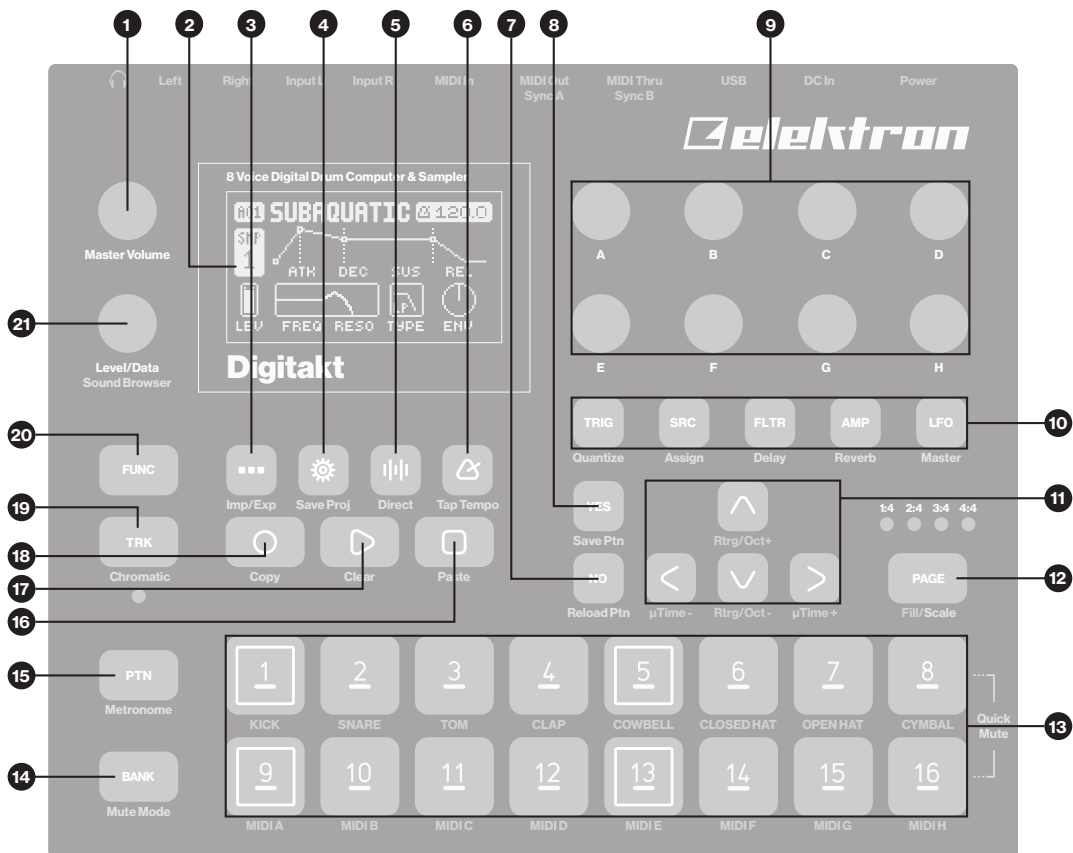 1 2 3 4 5 6 7 8 9
Left Right Input L Input R MIDI In MIDI Out MIDI Thru USB DC In Power
Sync A Sync B
elektron
8 Voice Digital Drum Computer & Sampler
A01 SUBAQUATIC 120.0
SMP
1
ATK DEC SUS REL
LP
LEV FREQ RESO TYPE ENV
Digitakt
Master Volume
21
Level/Data
Sound Browser
A B C D
E F G H
20
FUNC
Imp/Exp Save Proj Direct Tap Tempo
TRIG SRC FLTR AMP LFO
10
Quantize Assign Delay Reverb Master
19
TRK
Chromatic
18
Copy Clear Paste
17
16
YES
Save Ptn
NO
Reload Ptn
Rtrg/Oct+
µTime - Rtrg/Oct - µTime +
11
1:4 2:4 3:4 4:4
PAGE
12
Fill/Scale
15
PTN
Metronome
14
BANK
Mute Mode
1 2 3 4 5 6 7 8
KICK SNARE TOM CLAP COWBELL CLOSED HAT OPEN HAT CYMBAL
Quick
Mute
13
9 10 11 12 13 14 15 16
MIDI A MIDI B MIDI C MIDI D MIDI E MIDI F MIDI G MIDI H